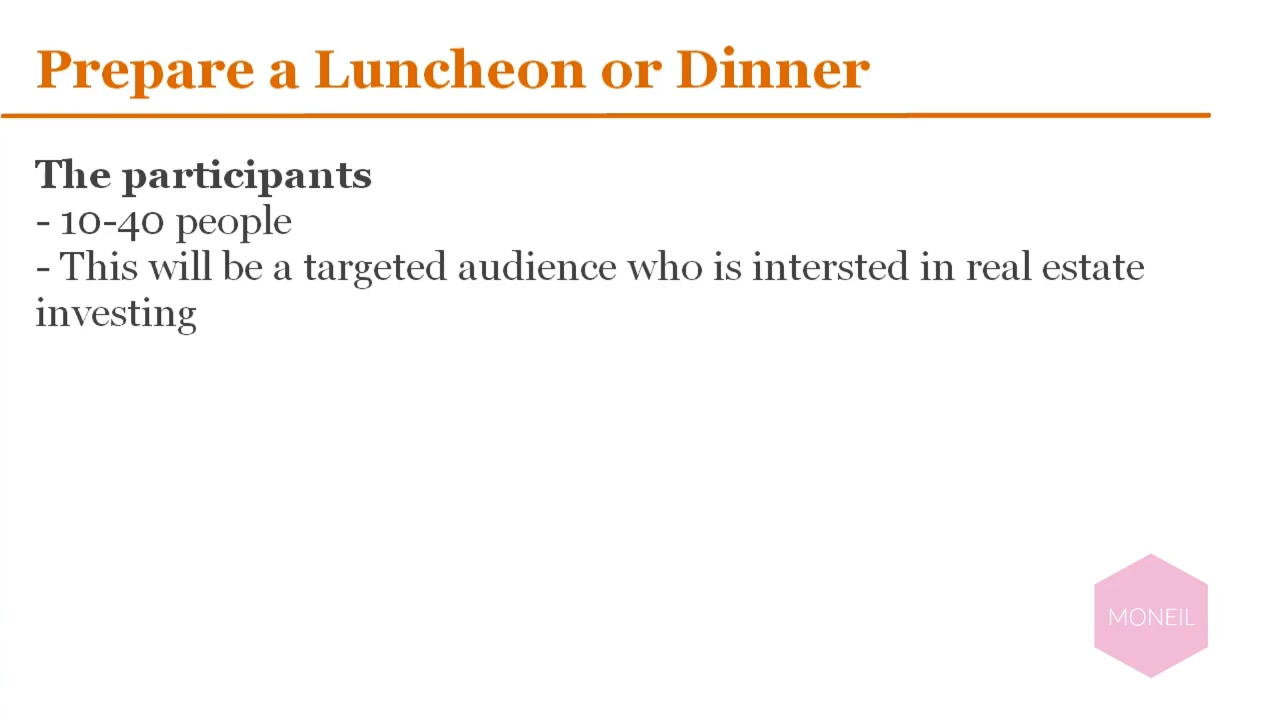 Prepare a Luncheon or Dinner
The participants
- 10-40 people
- This will be a targeted audience who is intersted in real estate
investing
MONEIL